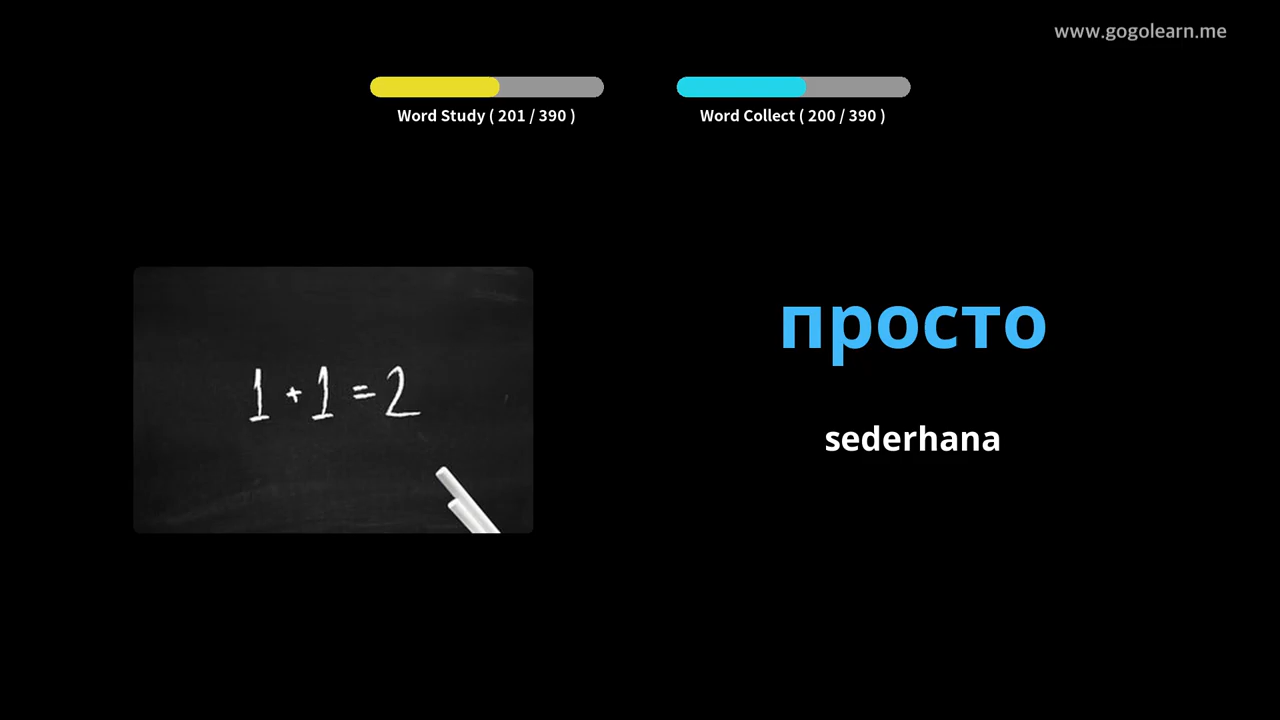 www.gogolearn.me
Word Study ( 201 / 390 )
Word Collect ( 200 / 390 )
1 + 1 = 2
просто
sederhana